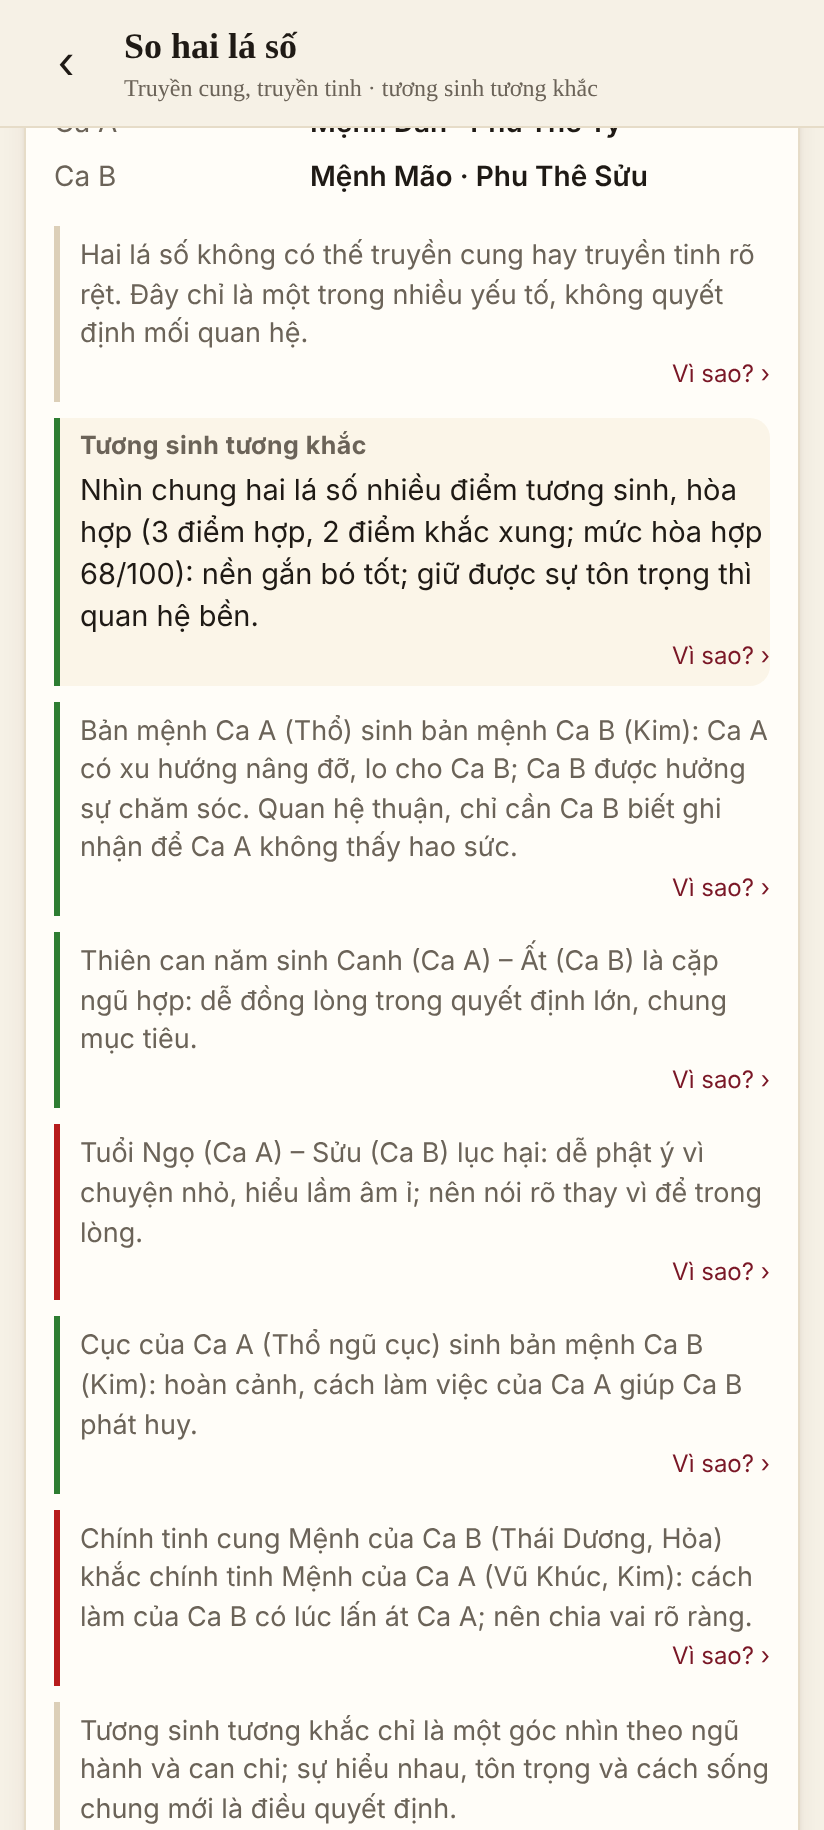 ‹
So hai lá số
Truyền cung, truyền tinh · tương sinh tương khắc
Ca A
Ca B Mệnh Mão · Phu Thê Sửu
Hai lá số không có thế truyền cung hay truyền tinh rõ
rệt. Đây chỉ là một trong nhiều yếu tố, không quyết
định mối quan hệ.
Vì sao? ›
Tương sinh tương khắc
Nhìn chung hai lá số nhiều điểm tương sinh, hòa
hợp (3 điểm hợp, 2 điểm khắc xung; mức hòa hợp
68/100): nền gắn bó tốt; giữ được sự tôn trọng thì
quan hệ bền.
Vì sao? ›
Bản mệnh Ca A (Thổ) sinh bản mệnh Ca B (Kim): Ca A
có xu hướng nâng đỡ, lo cho Ca B; Ca B được hưởng
sự chăm sóc. Quan hệ thuận, chỉ cần Ca B biết ghi
nhận để Ca A không thấy hao sức.
Vì sao? ›
Thiên can năm sinh Canh (Ca A) – Ất (Ca B) là cặp
ngũ hợp: dễ đồng lòng trong quyết định lớn, chung
mục tiêu.
Vì sao? ›
Tuổi Ngọ (Ca A) – Sửu (Ca B) lục hại: dễ phật ý vì
chuyện nhỏ, hiểu lầm âm ỉ; nên nói rõ thay vì để trong
lòng.
Vì sao? ›
Cục của Ca A (Thổ ngũ cục) sinh bản mệnh Ca B
(Kim): hoàn cảnh, cách làm việc của Ca A giúp Ca B
phát huy.
Vì sao? ›
Chính tinh cung Mệnh của Ca B (Thái Dương, Hỏa)
khắc chính tinh Mệnh của Ca A (Vũ Khúc, Kim): cách
làm của Ca B có lúc lấn át Ca A; nên chia vai rõ ràng.
Vì sao? ›
Tương sinh tương khắc chỉ là một góc nhìn theo ngũ
hành và can chi; sự hiểu nhau, tôn trọng và cách sống
chung mới là điều quyết định.